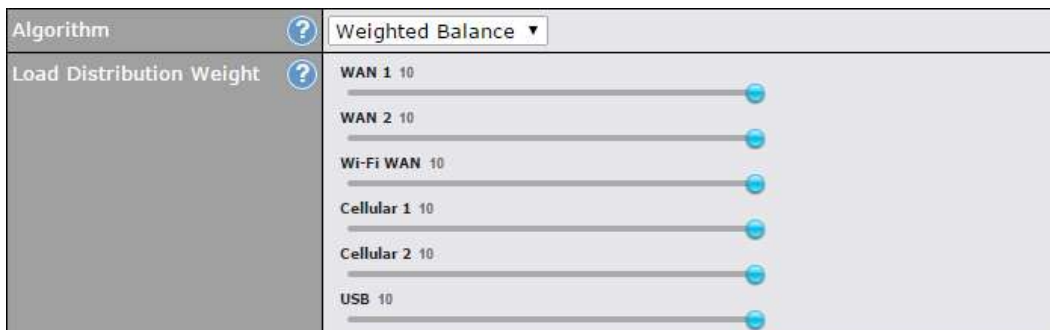 Algorithm ? Weighted Balance
Load Distribution Weight ? WAN 1 10
WAN 2 10
Wi-Fi WAN 10
Cellular 1 10
Cellular 2 10
USB 10